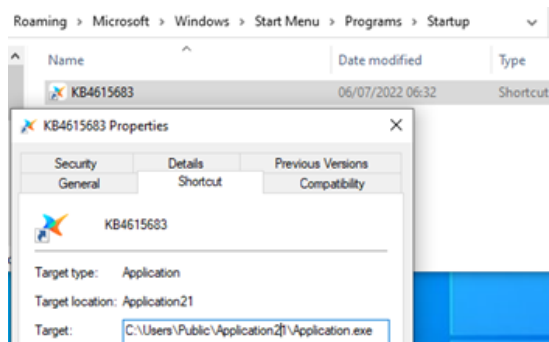 Roaming > Microsoft > Windows > Start Menu > Programs > Startup
Name Date modified Type
KB4615683 06/07/2022 06:32 Shortcut
KB4615683 Properties
Security Details Previous Versions
General Shortcut Compatibility
KB4615683
Target type: Application
Target location: Application21
Target: C:\Users\Public\Application21\Application.exe